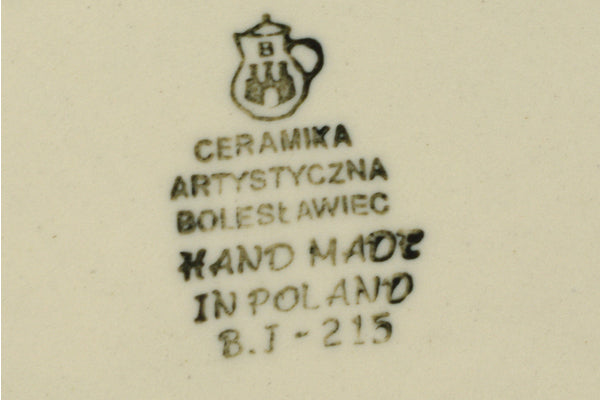 B
CERAMIKA
ARTYSTYCZNA
BOLESŁAWIEC
HAND MADE
IN POLAND
B.J - 215